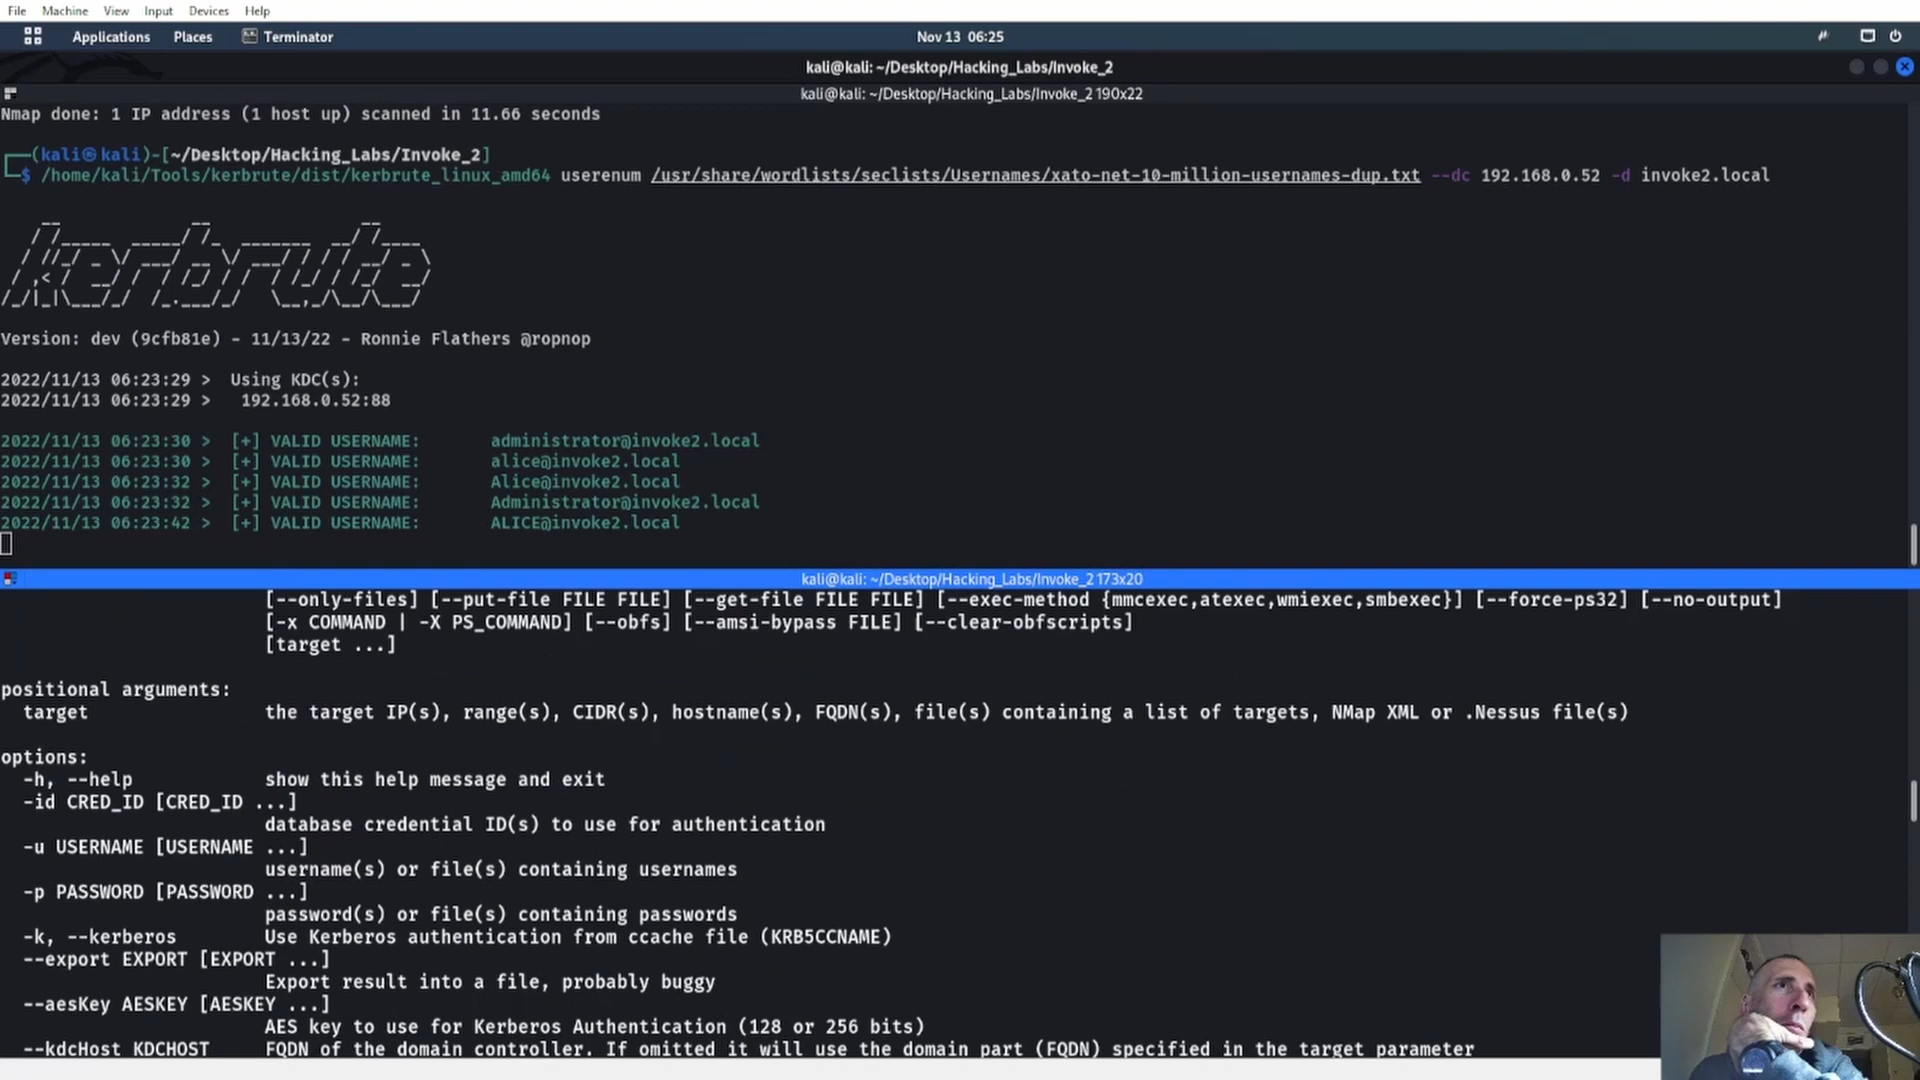 File Machine View Input Devices Help
Applications Places Terminator Nov 13 06:25
kali@kali: ~/Desktop/Hacking_Labs/Invoke_2
kali@kali: ~/Desktop/Hacking_Labs/Invoke_2 190x22
Nmap done: 1 IP address (1 host up) scanned in 11.66 seconds
(kali㉿kali)-[~/Desktop/Hacking_Labs/Invoke_2]
$ /home/kali/Tools/kerbrute/dist/kerbrute_linux_amd64 userenum /usr/share/wordlists/seclists/Usernames/xato-net-10-million-usernames-dup.txt --dc 192.168.0.52 -d invoke2.local
kerbrute
Version: dev (9cfb81e) - 11/13/22 - Ronnie Flathers @ropnop
2022/11/13 06:23:29 > Using KDC(s):
2022/11/13 06:23:29 > 192.168.0.52:88
2022/11/13 06:23:30 > [+] VALID USERNAME: administrator@invoke2.local
2022/11/13 06:23:30 > [+] VALID USERNAME: alice@invoke2.local
2022/11/13 06:23:32 > [+] VALID USERNAME: Alice@invoke2.local
2022/11/13 06:23:32 > [+] VALID USERNAME: Administrator@invoke2.local
2022/11/13 06:23:42 > [+] VALID USERNAME: ALICE@invoke2.local
kali@kali: ~/Desktop/Hacking_Labs/Invoke_2 173x20
[--only-files] [--put-file FILE FILE] [--get-file FILE FILE] [--exec-method {mmcexec,atexec,wmiexec,smbexec}] [--force-ps32] [--no-output]
[-x COMMAND | -X PS_COMMAND] [--obfs] [--amsi-bypass FILE] [--clear-obfscripts]
[target ...]
positional arguments:
target the target IP(s), range(s), CIDR(s), hostname(s), FQDN(s), file(s) containing a list of targets, NMap XML or .Nessus file(s)
options:
-h, --help show this help message and exit
-id CRED_ID [CRED_ID ...]
database credential ID(s) to use for authentication
-u USERNAME [USERNAME ...]
username(s) or file(s) containing usernames
-p PASSWORD [PASSWORD ...]
password(s) or file(s) containing passwords
-k, --kerberos Use Kerberos authentication from ccache file (KRB5CCNAME)
--export EXPORT [EXPORT ...]
Export result into a file, probably buggy
--aesKey AESKEY [AESKEY ...]
AES key to use for Kerberos Authentication (128 or 256 bits)
--kdcHost KDCHOST FQDN of the domain controller. If omitted it will use the domain part (FQDN) specified in the target parameter